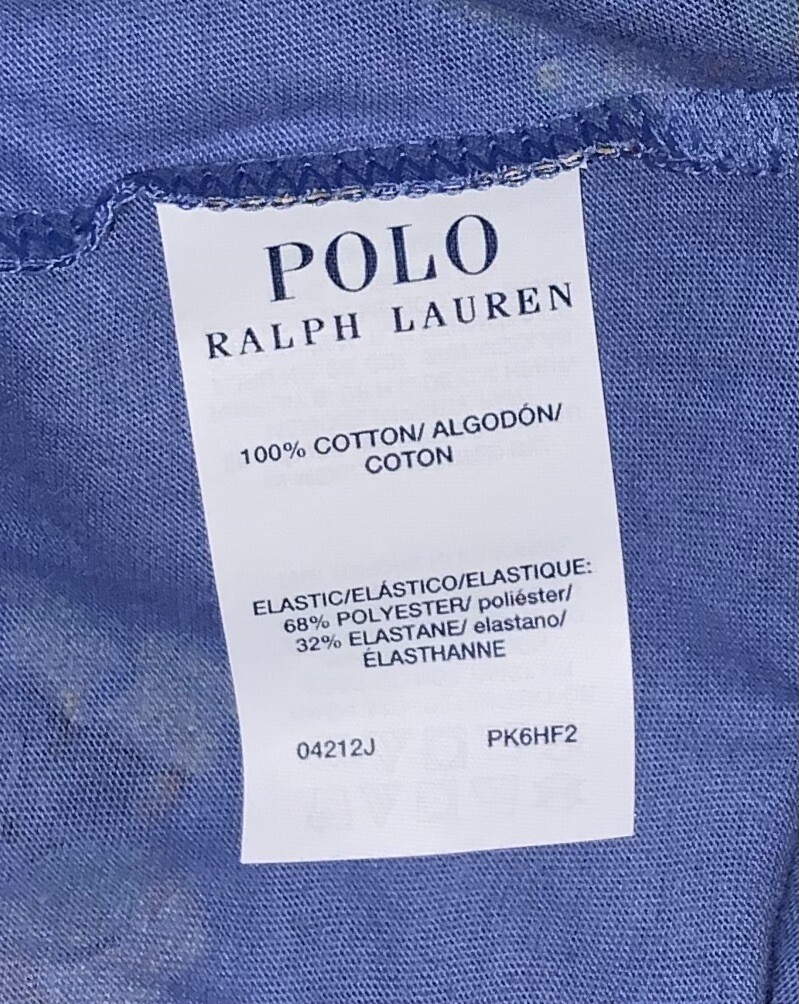 POLO
RALPH LAUREN
100% COTTON/ ALGODÓN/
COTON
ELASTIC/ELÁSTICO/ELASTIQUE:
68% POLYESTER/ poliéster/
32% ELASTANE/ elastano/
ÉLASTHANNE
04212J PK6HF2